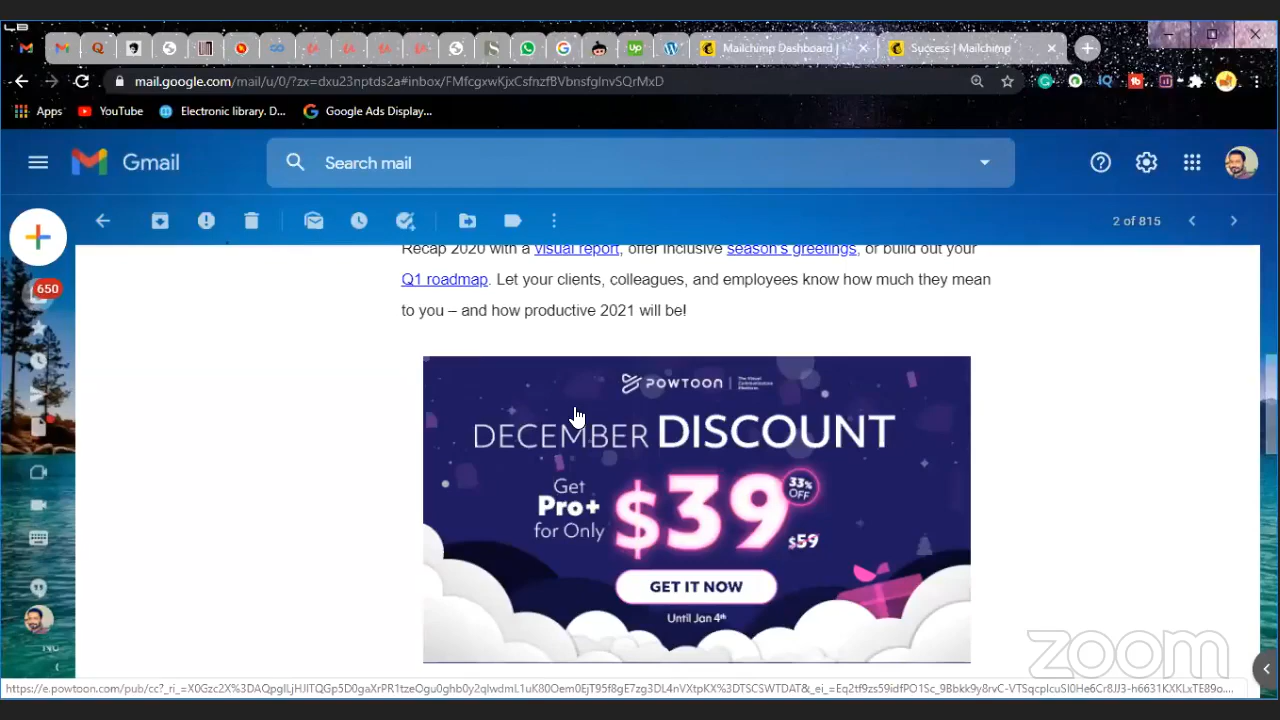 Mailchimp Dashboard |
Success | Mailchimp
mail.google.com/mail/u/0/?zx=dxu23nptds2a#inbox/FMfcgxwKjxCsfnzfBVbnsfglnvSQrMxD
Apps
YouTube
Electronic library. D...
Google Ads Display...
Gmail
Search mail
2 of 815
650
Recap 2020 with a visual report, offer inclusive season's greetings, or build out your
Q1 roadmap. Let your clients, colleagues, and employees know how much they mean
to you – and how productive 2021 will be!
POWTOON
The Visual
Communications
DECEMBER DISCOUNT
Get
Pro+
for Only
$39
33%
OFF
$59
GET IT NOW
Until Jan 4th
zoom